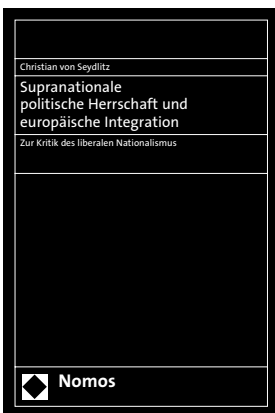 Christian von Seydlitz
Supranationale
politische Herrschaft und
europäische Integration
Zur Kritik des liberalen Nationalismus
Nomos